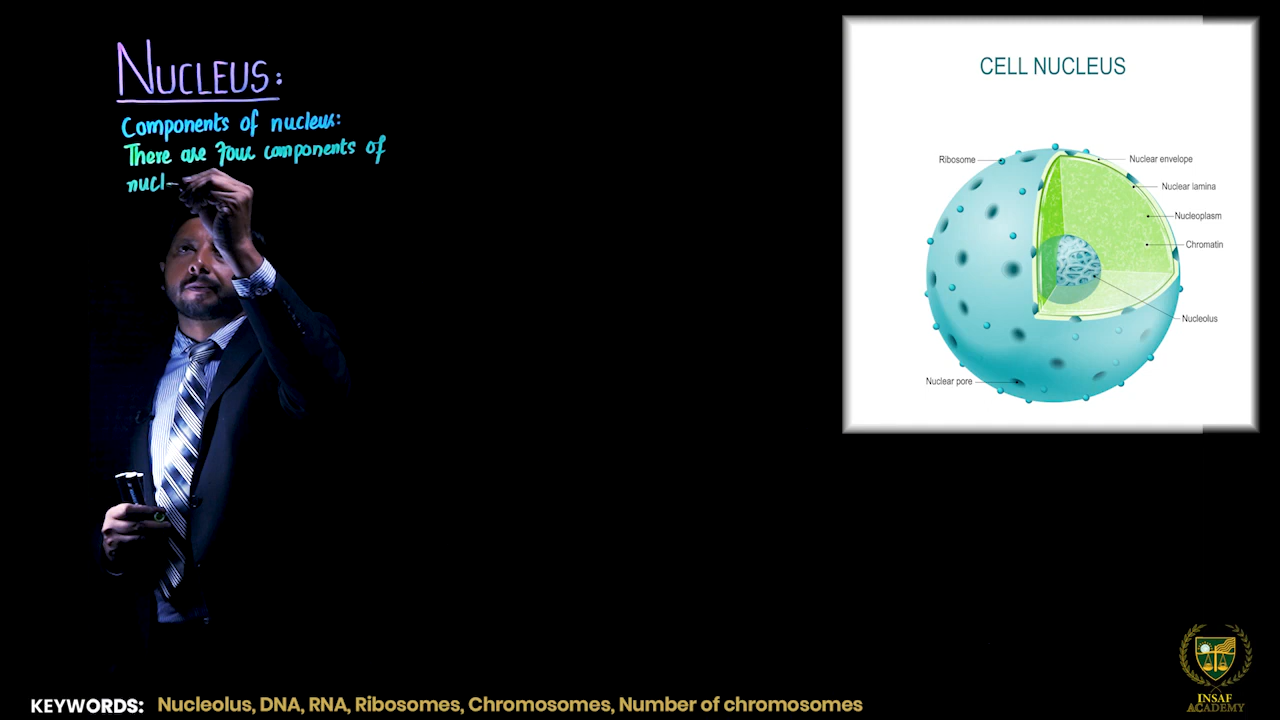 NUCLEUS:
Components of nucleus:
There are four components of
nucl
CELL NUCLEUS
Ribosome
Nuclear envelope
Nuclear lamina
Nucleoplasm
Chromatin
Nucleolus
Nuclear pore
INSAF
ACADEMY
KEYWORDS: Nucleolus, DNA, RNA, Ribosomes, Chromosomes, Number of chromosomes